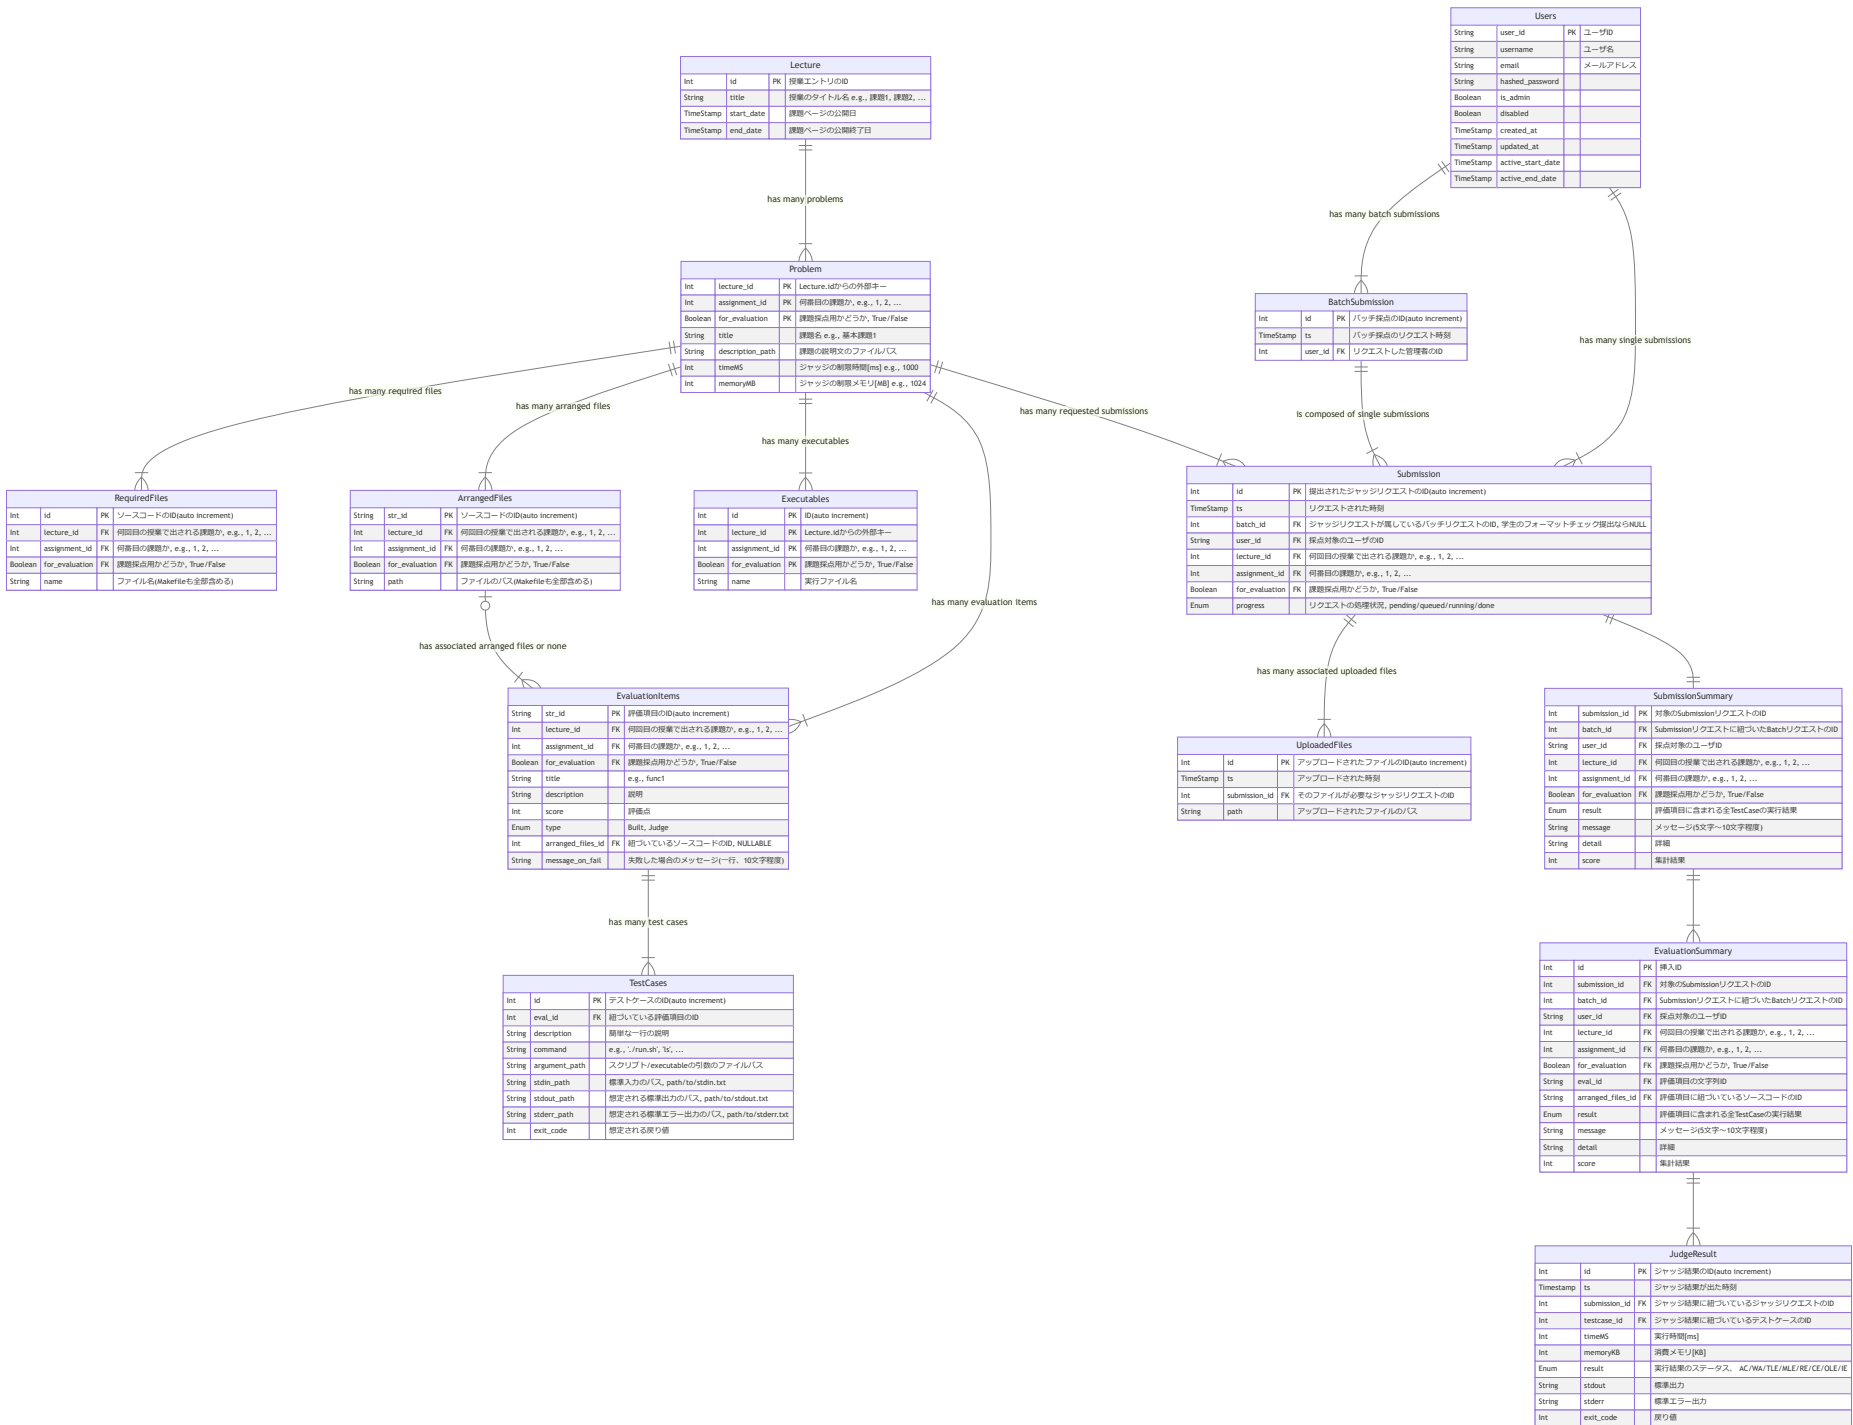 Users
String user_id PK ユーザID
String username ユーザ名
String email メールアドレス
String hashed_password
Boolean is_admin
Boolean disabled
TimeStamp created_at
TimeStamp updated_at
TimeStamp active_start_date
TimeStamp active_end_date
Lecture
Int id PK 授業エントリのID
String title 授業のタイトル名 e.g., 課題1, 課題2, ...
TimeStamp start_date 課題ページの公開日
TimeStamp end_date 課題ページの公開終了日
has many problems
has many batch submissions
has many single submissions
Problem
Int lecture_id PK Lecture.idからの外部キー
Int assignment_id PK 何番目の課題か, e.g., 1, 2, ...
Boolean for_evaluation PK 課題採点用かどうか, True/False
String title 課題名 e.g., 基本課題1
String description_path 課題の説明文のファイルパス
Int timeMS ジャッジの制限時間[ms] e.g., 1000
Int memoryMB ジャッジの制限メモリ[MB] e.g., 1024
BatchSubmission
Int id PK バッチ採点のID(auto increment)
TimeStamp ts バッチ採点のリクエスト時刻
Int user_id FK リクエストした管理者のID
has many required files
has many arranged files
has many executables
has many requested submissions
is composed of single submissions
has many evaluation items
RequiredFiles
Int id PK ソースコードのID(auto increment)
Int lecture_id FK 何回目の授業で出される課題か, e.g., 1, 2, ...
Int assignment_id FK 何番目の課題か, e.g., 1, 2, ...
Boolean for_evaluation FK 課題採点用かどうか, True/False
String name ファイル名(Makefileも全部含める)
ArrangedFiles
String str_id PK ソースコードのID(auto increment)
Int lecture_id FK 何回目の授業で出される課題か, e.g., 1, 2, ...
Int assignment_id FK 何番目の課題か, e.g., 1, 2, ...
Boolean for_evaluation FK 課題採点用かどうか, True/False
String path ファイルのパス(Makefileも全部含める)
Executables
Int id PK ID(auto increment)
Int lecture_id PK Lecture.idからの外部キー
Int assignment_id PK 何番目の課題か, e.g., 1, 2, ...
Boolean for_evaluation PK 課題採点用かどうか, True/False
String name 実行ファイル名
Submission
Int id PK 提出されたジャッジリクエストのID(auto increment)
TimeStamp ts リクエストされた時刻
Int batch_id FK ジャッジリクエストが属しているバッチリクエストのID, 学生のフォーマットチェック提出ならNULL
String user_id FK 採点対象のユーザのID
Int lecture_id FK 何回目の授業で出される課題か, e.g., 1, 2, ...
Int assignment_id FK 何番目の課題か, e.g., 1, 2, ...
Boolean for_evaluation FK 課題採点用かどうか, True/False
Enum progress リクエストの処理状況, pending/queued/running/done
has associated arranged files or none
has many associated uploaded files
EvaluationItems
String str_id PK 評価項目のID(auto increment)
Int lecture_id FK 何回目の授業で出される課題か, e.g., 1, 2, ...
Int assignment_id FK 何番目の課題か, e.g., 1, 2, ...
Boolean for_evaluation FK 課題採点用かどうか, True/False
String title e.g., func1
String description 説明
Int score 評価点
Enum type Built, Judge
Int arranged_files_id FK 紐づいているソースコードのID, NULLABLE
String message_on_fail 失敗した場合のメッセージ(一行、10文字程度)
UploadedFiles
Int id PK アップロードされたファイルのID(auto increment)
TimeStamp ts アップロードされた時刻
Int submission_id FK そのファイルが必要なジャッジリクエストのID
String path アップロードされたファイルのパス
SubmissionSummary
Int submission_id PK 対象のSubmissionリクエストのID
Int batch_id FK Submissionリクエストに紐づいたBatchリクエストのID
String user_id FK 採点対象のユーザID
Int lecture_id FK 何回目の授業で出される課題か, e.g., 1, 2, ...
Int assignment_id FK 何番目の課題か, e.g., 1, 2, ...
Boolean for_evaluation FK 課題採点用かどうか, True/False
Enum result 評価項目に含まれる全TestCaseの実行結果
String message メッセージ(5文字～10文字程度)
String detail 詳細
Int score 集計結果
has many test cases
TestCases
Int id PK テストケースのID(auto increment)
Int eval_id FK 紐づいている評価項目のID
String description 簡単な一行の説明
String command e.g., './run.sh', 'ls', ...
String argument_path スクリプト/executableの引数のファイルパス
String stdin_path 標準入力のパス, path/to/stdin.txt
String stdout_path 想定される標準出力のパス, path/to/stdout.txt
String stderr_path 想定される標準エラー出力のパス, path/to/stderr.txt
Int exit_code 想定される戻り値
EvaluationSummary
Int id PK 挿入ID
Int submission_id FK 対象のSubmissionリクエストのID
Int batch_id FK Submissionリクエストに紐づいたBatchリクエストのID
String user_id FK 採点対象のユーザID
Int lecture_id FK 何回目の授業で出される課題か, e.g., 1, 2, ...
Int assignment_id FK 何番目の課題か, e.g., 1, 2, ...
Boolean for_evaluation FK 課題採点用かどうか, True/False
String eval_id FK 評価項目の文字列ID
String arranged_files_id FK 評価項目に紐づいているソースコードのID
Enum result 評価項目に含まれる全TestCaseの実行結果
String message メッセージ(5文字～10文字程度)
String detail 詳細
Int score 集計結果
JudgeResult
Int id PK ジャッジ結果のID(auto increment)
Timestamp ts ジャッジ結果が出た時刻
Int submission_id FK ジャッジ結果に紐づいているジャッジリクエストのID
Int testcase_id FK ジャッジ結果に紐づいているテストケースのID
Int timeMS 実行時間[ms]
Int memoryKB 消費メモリ[KB]
Enum result 実行結果のステータス、 AC/WA/TLE/MLE/RE/CE/OLE/IE
String stdout 標準出力
String stderr 標準エラー出力
Int exit_code 戻り値